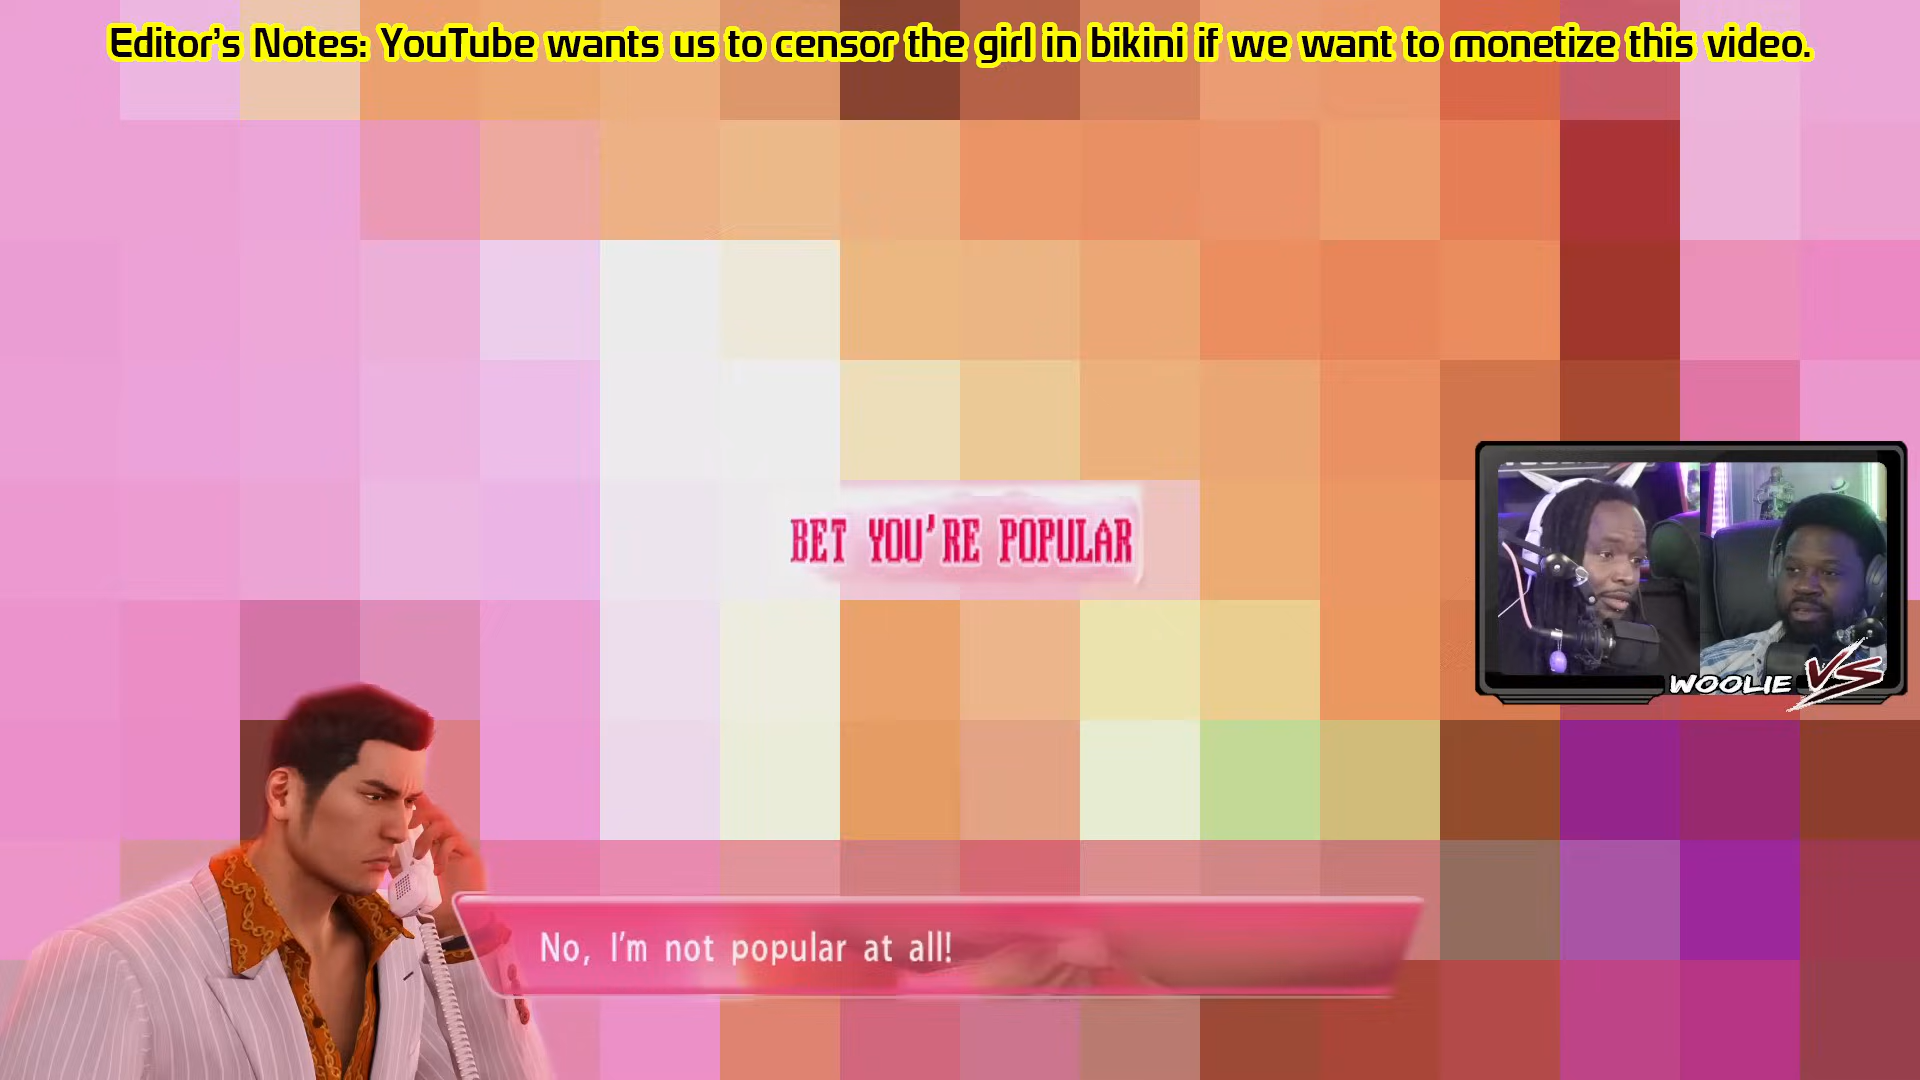 Editor's Notes: YouTube wants us to censor the girl in bikini if we want to monetize this video.
BET YOU'RE POPULAR
WOOLIE VS
No, I'm not popular at all!